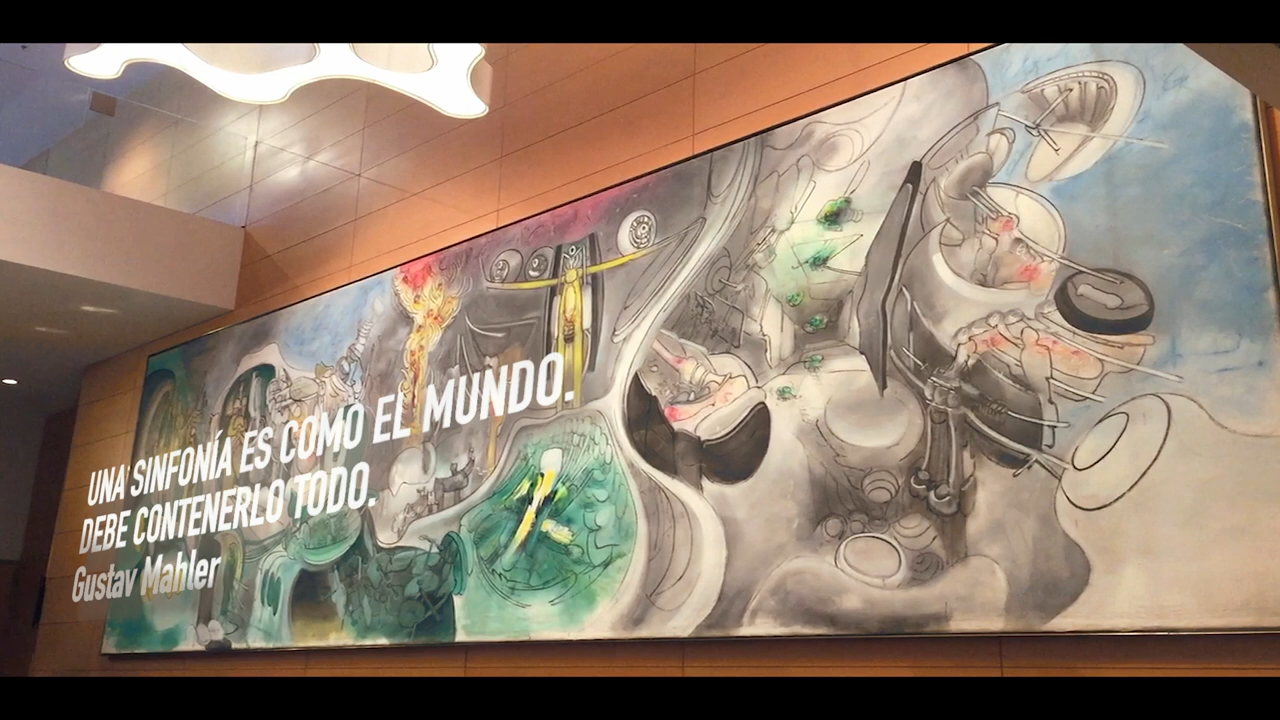 UNA SINFONÍA ES COMO EL MUNDO.
DEBE CONTENERLO TODO.
Gustav Mahler